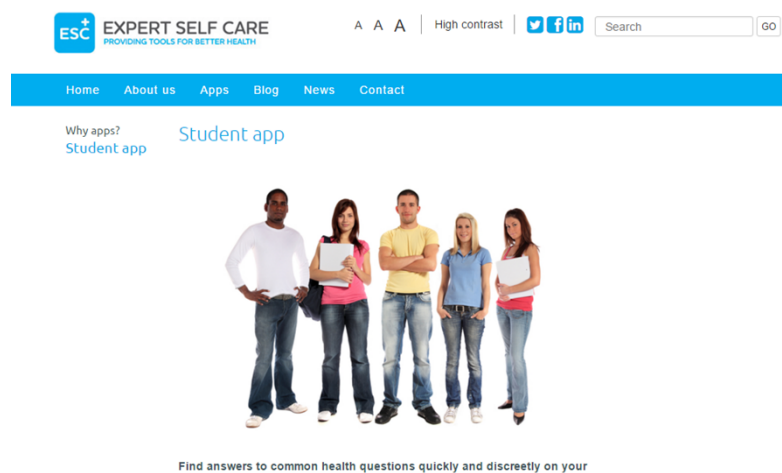 ESC
EXPERT SELF CARE
PROVIDING TOOLS FOR BETTER HEALTH
A A A
High contrast
Search
GO
Home About us Apps Blog News Contact
Why apps?
Student app
Student app
Find answers to common health questions quickly and discreetly on your